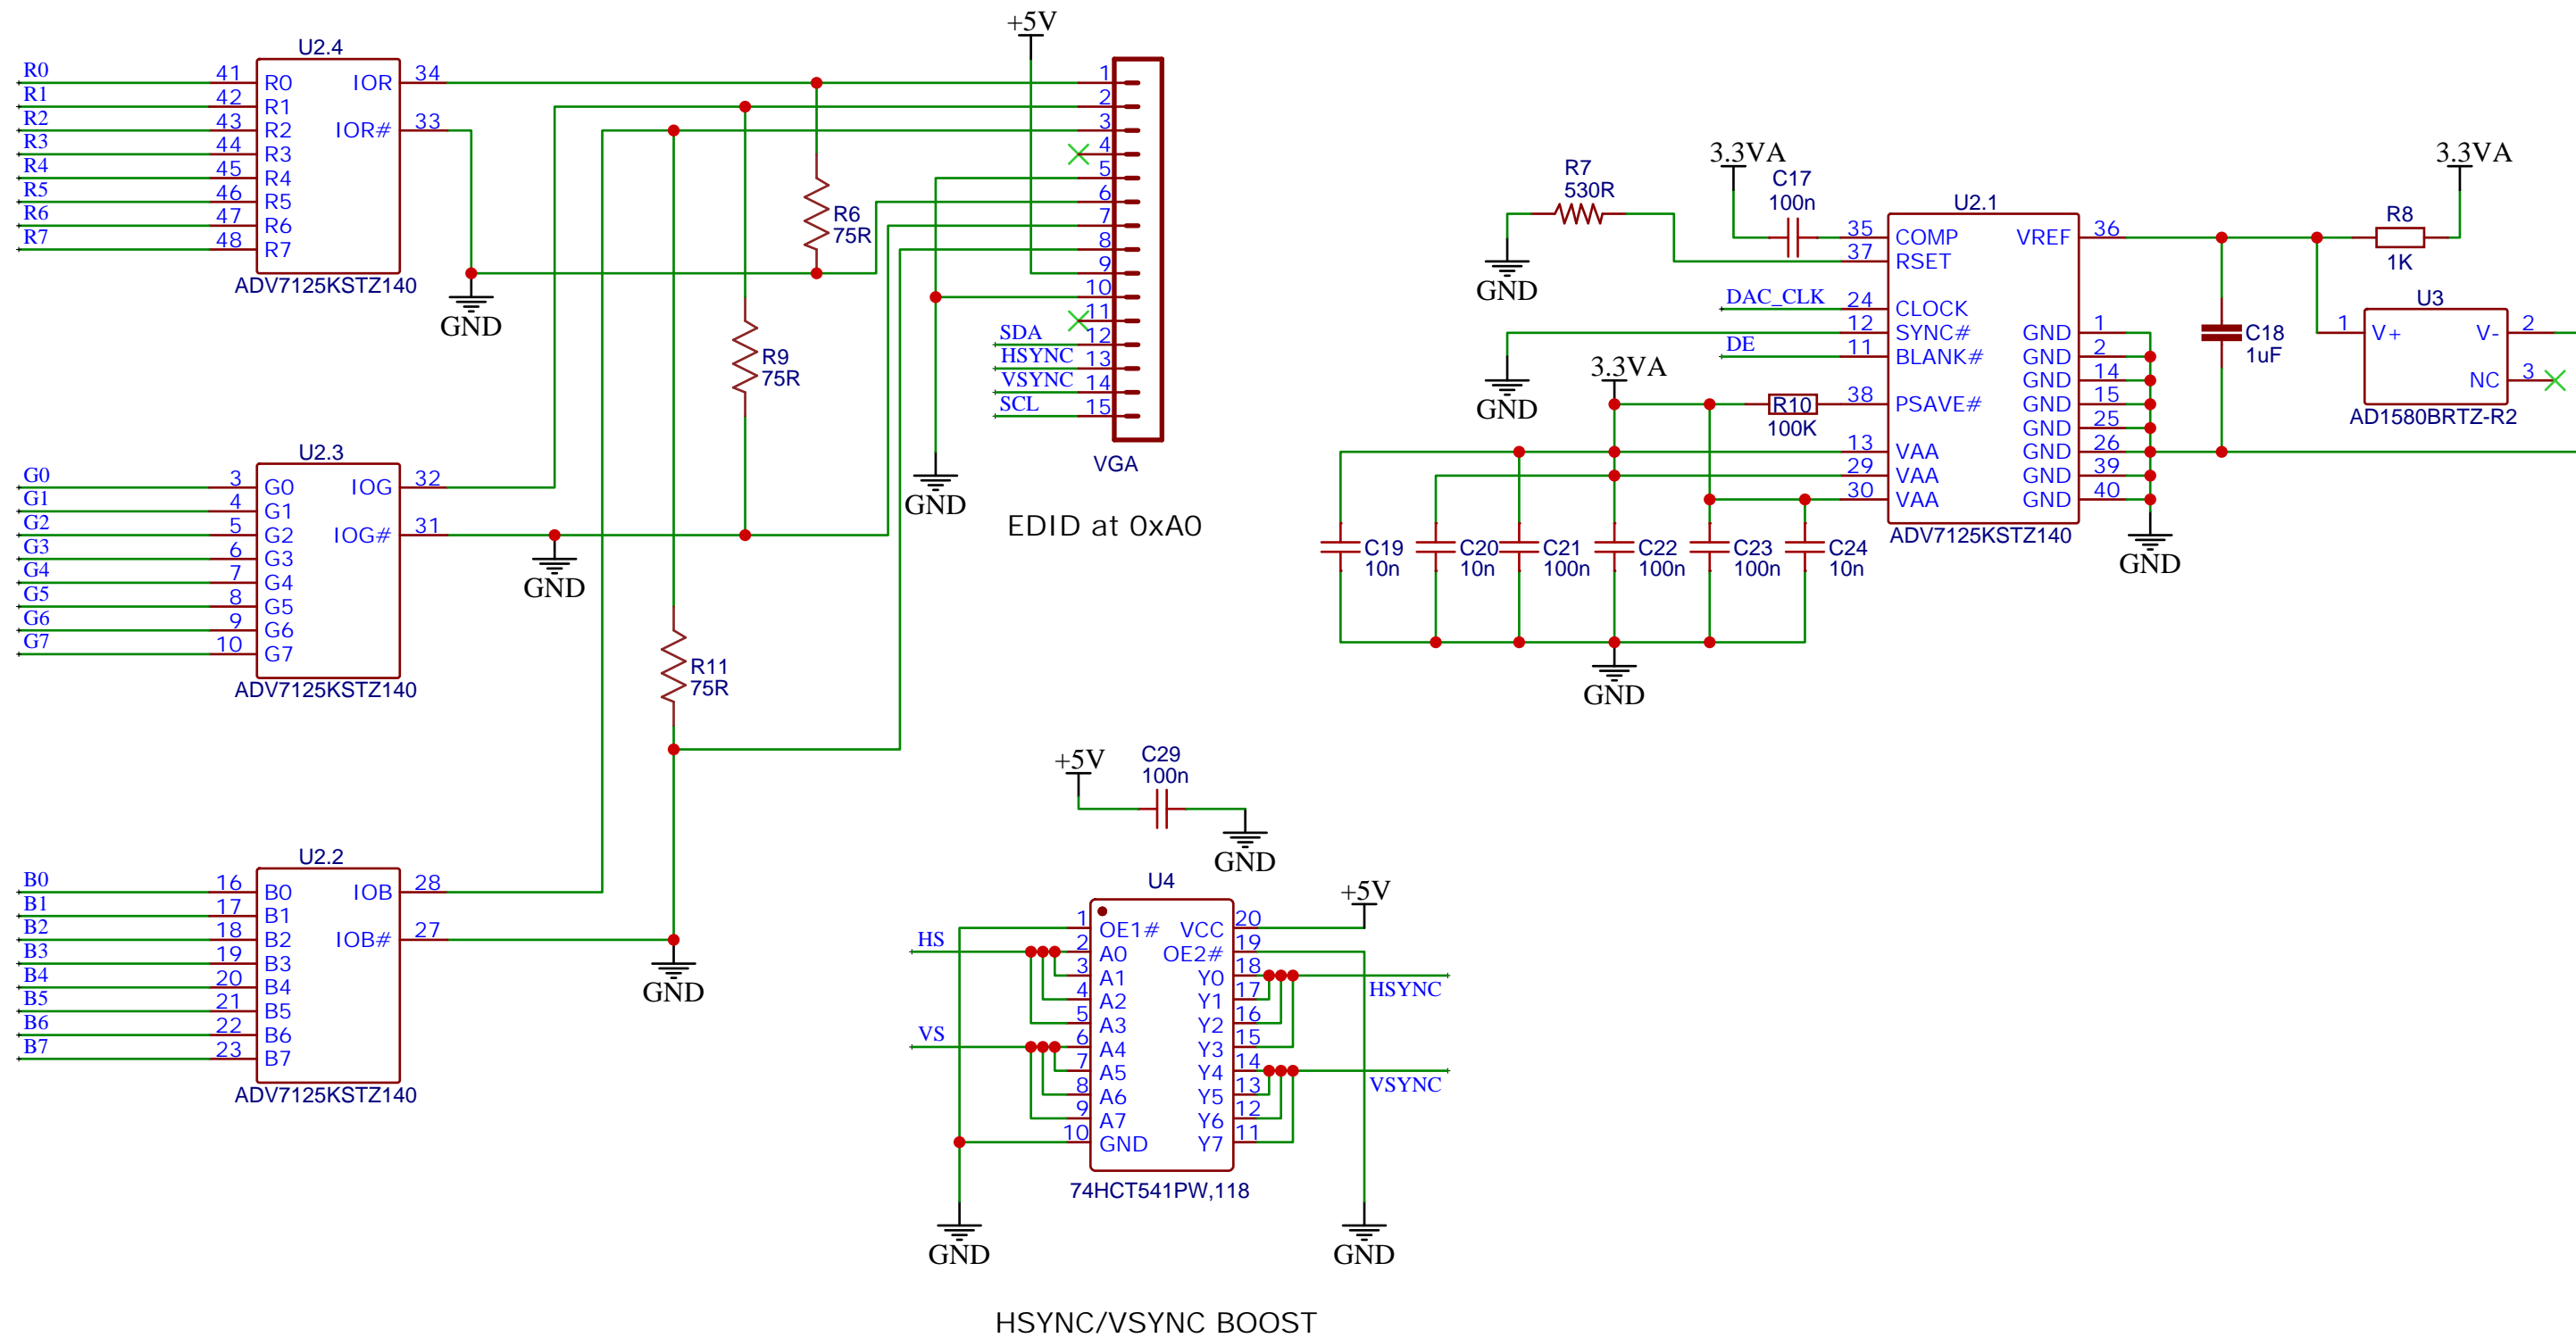 U2.4
R0 41 R0 IOR 34
R1 42 R1
R2 43 R2 IOR# 33
R3 44 R3
R4 45 R4
R5 46 R5
R6 47 R6
R7 48 R7
ADV7125KSTZ140
GND
U2.3
G0 3 G0 IOG 32
G1 4 G1
G2 5 G2 IOG# 31
G3 6 G3
G4 7 G4
G5 8 G5
G6 9 G6
G7 10 G7
ADV7125KSTZ140
GND
U2.2
B0 16 B0 IOB 28
B1 17 B1
B2 18 B2 IOB# 27
B3 19 B3
B4 20 B4
B5 21 B5
B6 22 B6
B7 23 B7
ADV7125KSTZ140
GND
R6
75R
R9
75R
R11
75R
+5V
1
2
3
4
5
6
7
8
9
10
11
SDA 12
HSYNC 13
VSYNC 14
SCL 15
VGA
GND
EDID at 0xA0
R7
530R
GND
3.3VA
C17
100n
U2.1
35 COMP VREF 36
37 RSET
DAC_CLK 24 CLOCK
12 SYNC# GND 1
DE 11 BLANK# GND 2
GND 14
38 PSAVE# GND 15
GND 25
13 VAA GND 26
29 VAA GND 39
30 VAA GND 40
ADV7125KSTZ140
GND
GND
3.3VA
R10
100K
C19
10n
C20
10n
C21
100n
C22
100n
C23
100n
C24
10n
GND
3.3VA
R8
1K
C18
1uF
U3
1 V+ V- 2
NC 3
AD1580BRTZ-R2
+5V
C29
100n
GND
U4
+5V
1 OE1# VCC 20
HS 2 A0 OE2# 19
3 A1 Y0 18
HSYNC
4 A2 Y1 17
5 A3 Y2 16
VS 6 A4 Y3 15
7 A5 Y4 14
VSYNC
8 A6 Y5 13
9 A7 Y6 12
10 GND Y7 11
74HCT541PW,118
GND
GND
HSYNC/VSYNC BOOST